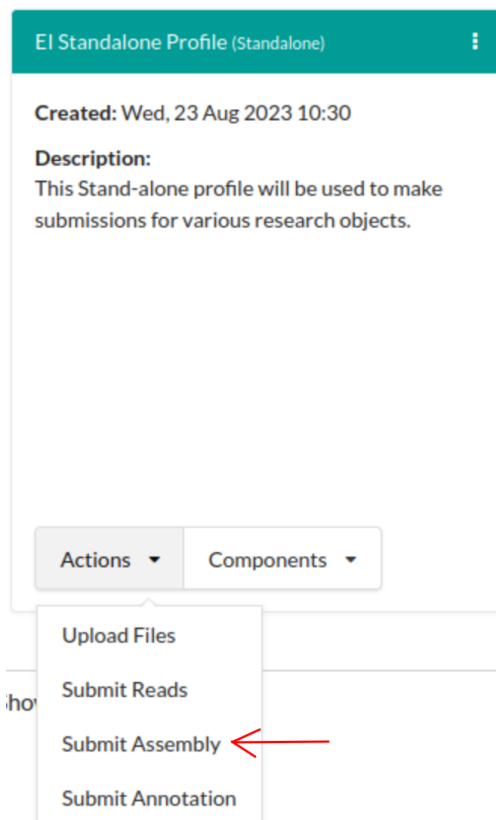 EI Standalone Profile (Standalone)
Created: Wed, 23 Aug 2023 10:30
Description:
This Stand-alone profile will be used to make
submissions for various research objects.
Actions Components
Upload Files
Submit Reads
Submit Assembly
Submit Annotation